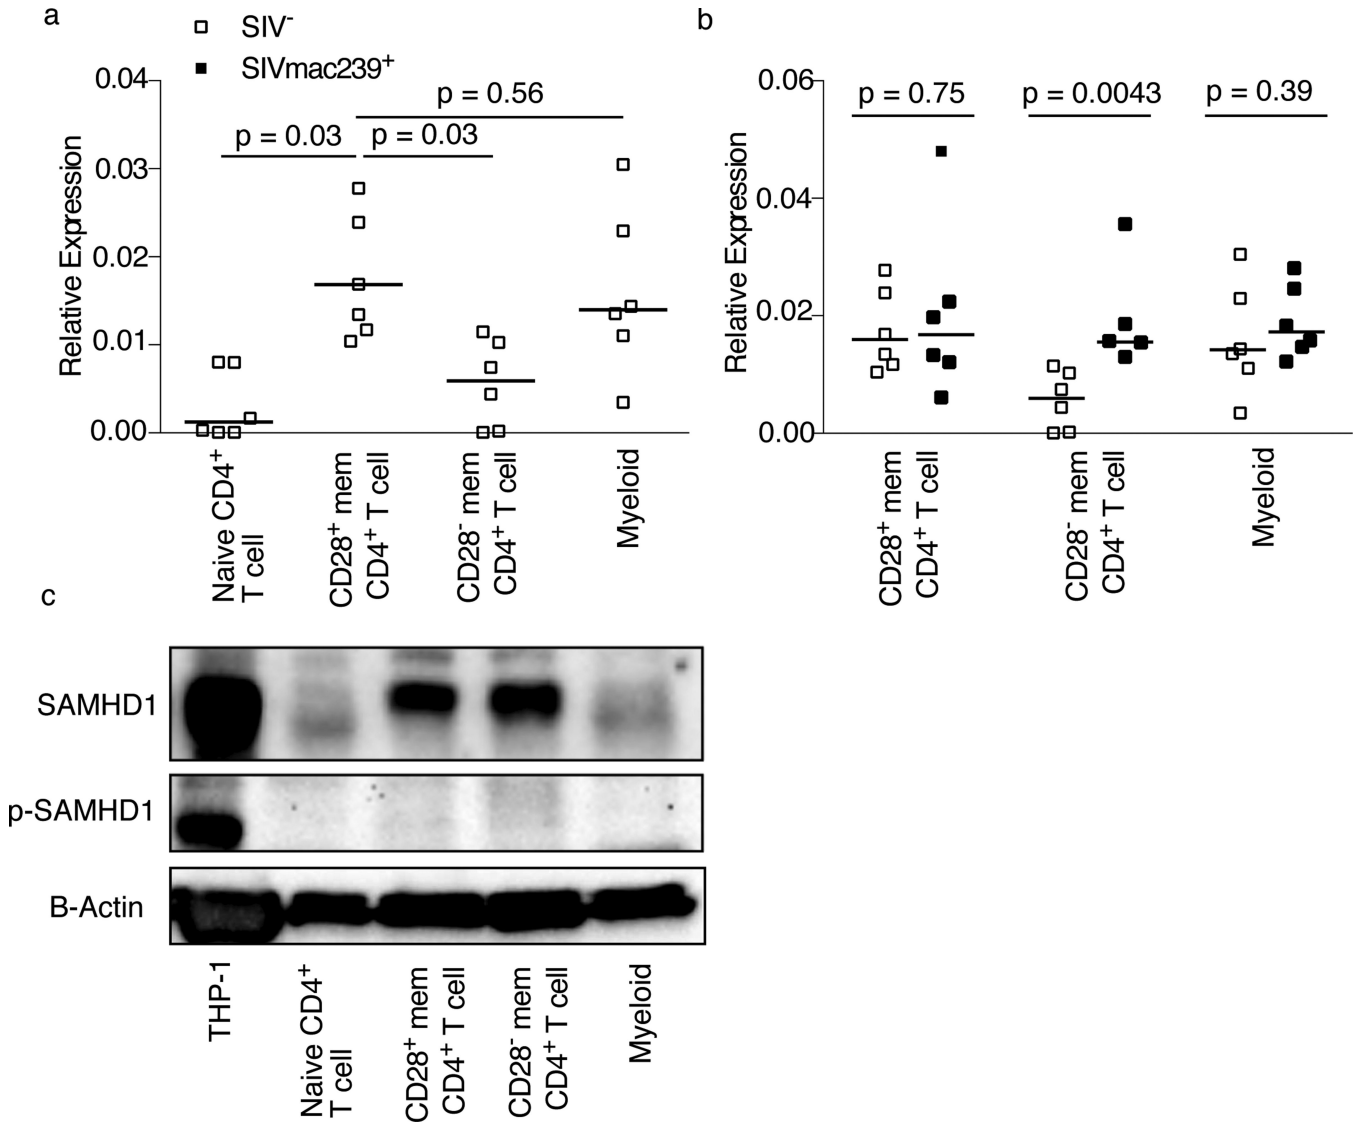 a
SIV⁻
SIVmac239⁺
0.04
0.03
0.02
0.01
0.00
Relative Expression
p = 0.56
p = 0.03
p = 0.03
Naive CD4⁺
T cell
CD28⁺ mem
CD4⁺ T cell
CD28⁻ mem
CD4⁺ T cell
Myeloid
b
0.06
0.04
0.02
0.00
Relative Expression
p = 0.75
p = 0.0043
p = 0.39
CD28⁺ mem
CD4⁺ T cell
CD28⁻ mem
CD4⁺ T cell
Myeloid
c
SAMHD1
p-SAMHD1
B-Actin
THP-1
Naive CD4⁺
T cell
CD28⁺ mem
CD4⁺ T cell
CD28⁻ mem
CD4⁺ T cell
Myeloid